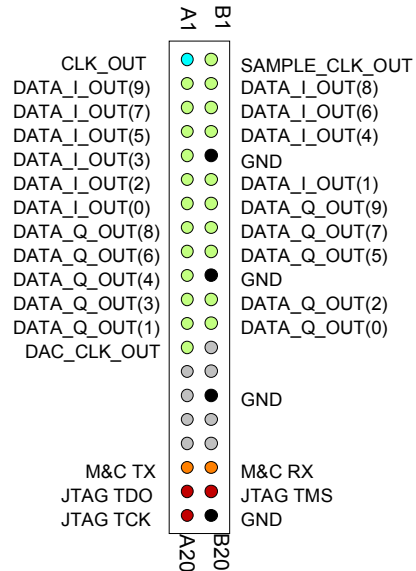 A1 B1
CLK_OUT SAMPLE_CLK_OUT
DATA_I_OUT(9) DATA_I_OUT(8)
DATA_I_OUT(7) DATA_I_OUT(6)
DATA_I_OUT(5) DATA_I_OUT(4)
DATA_I_OUT(3) GND
DATA_I_OUT(2) DATA_I_OUT(1)
DATA_I_OUT(0) DATA_Q_OUT(9)
DATA_Q_OUT(8) DATA_Q_OUT(7)
DATA_Q_OUT(6) DATA_Q_OUT(5)
DATA_Q_OUT(4) GND
DATA_Q_OUT(3) DATA_Q_OUT(2)
DATA_Q_OUT(1) DATA_Q_OUT(0)
DAC_CLK_OUT
GND
M&C TX M&C RX
JTAG TDO JTAG TMS
JTAG TCK GND
A20 B20